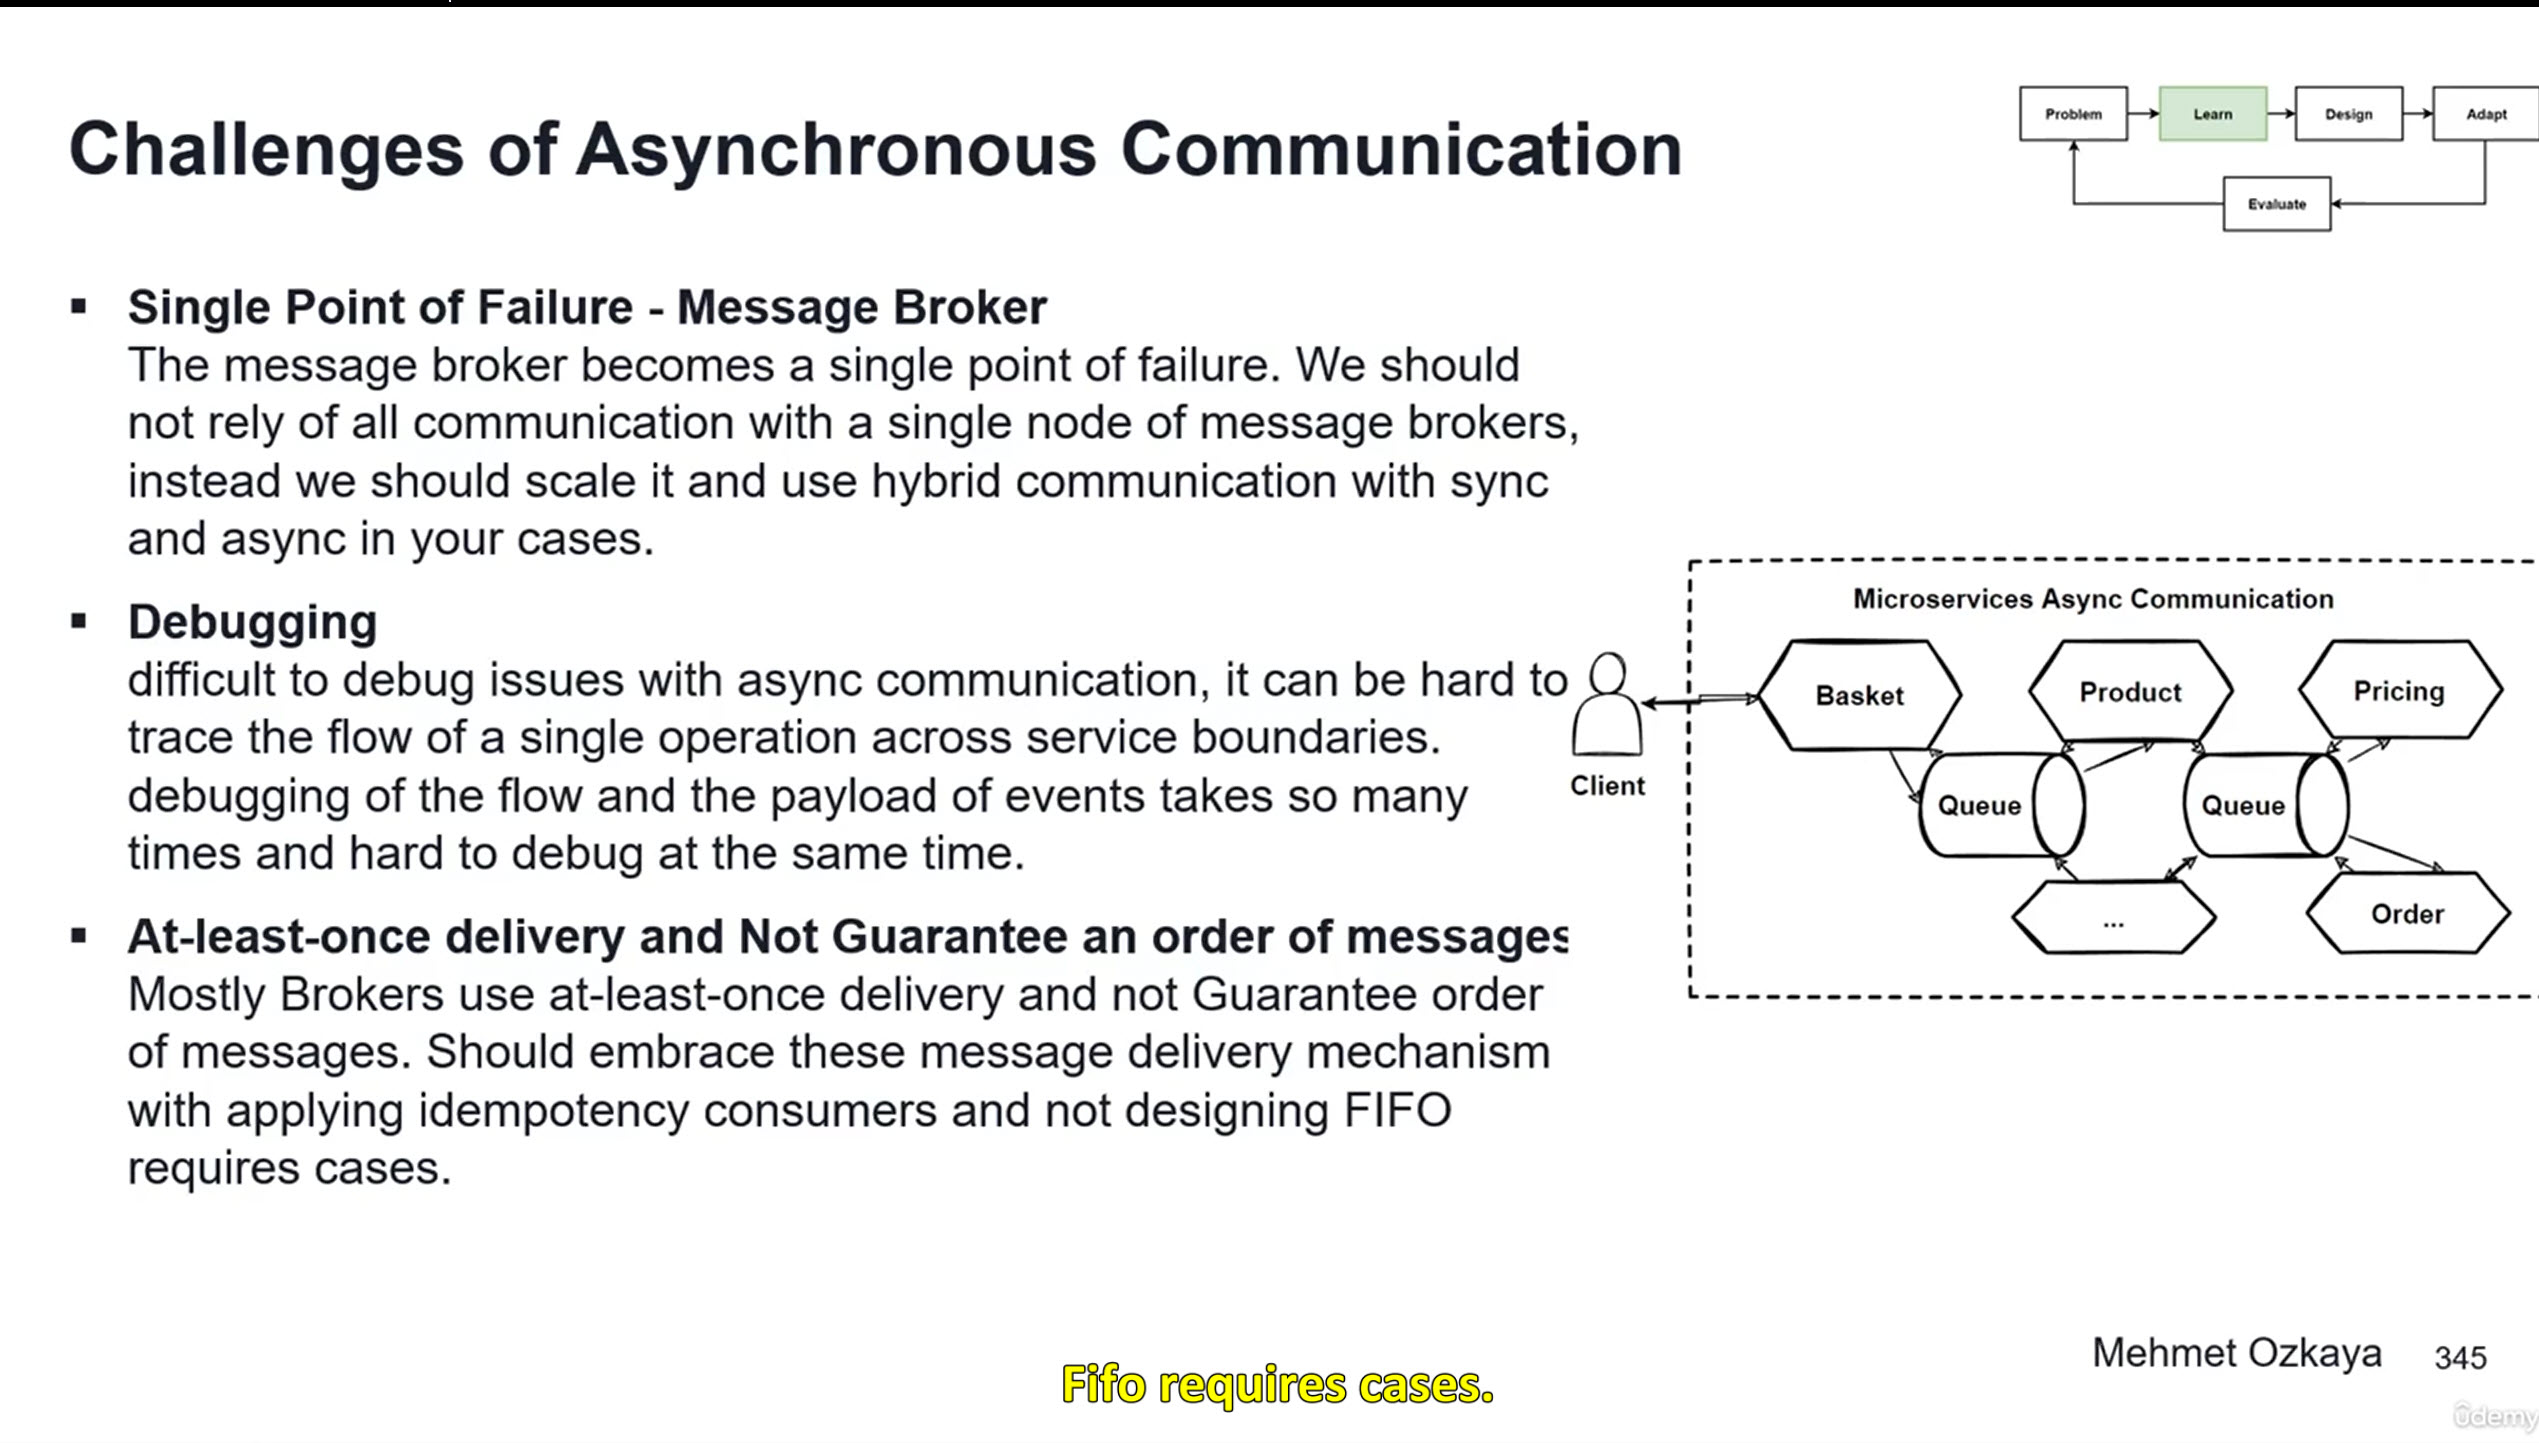 Challenges of Asynchronous Communication
Problem
Learn
Design
Adapt
Evaluate
▪ Single Point of Failure - Message Broker
The message broker becomes a single point of failure. We should
not rely of all communication with a single node of message brokers,
instead we should scale it and use hybrid communication with sync
and async in your cases.
▪ Debugging
difficult to debug issues with async communication, it can be hard to
trace the flow of a single operation across service boundaries.
debugging of the flow and the payload of events takes so many
times and hard to debug at the same time.
▪ At-least-once delivery and Not Guarantee an order of messages
Mostly Brokers use at-least-once delivery and not Guarantee order
of messages. Should embrace these message delivery mechanism
with applying idempotency consumers and not designing FIFO
requires cases.
Microservices Async Communication
Basket
Product
Pricing
Client
Queue
Queue
...
Order
Mehmet Ozkaya 345
Fifo requires cases.
ûdemy